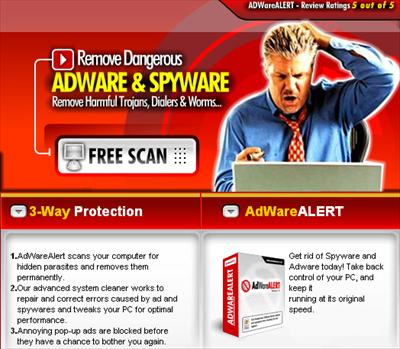 ADWareALERT - Review Ratings 5 out of 5
Remove Dangerous
ADWARE & SPYWARE
Remove Harmful Trojans, Dialers & Worms...
FREE SCAN
3-Way Protection
1.AdWareAlert scans your computer for
hidden parasites and removes them
permanently.
2.Our advanced system cleaner works to
repair and correct errors caused by ad and
spywares and tweaks your PC for optimal
performance.
3.Annoying pop-up ads are blocked before
they have a chance to bother you again.
AdWareALERT
ADWAREALERT
AdWareALERT
Get rid of Spyware and
Adware today! Take back
control of your PC, and
keep it
running at its original
speed.